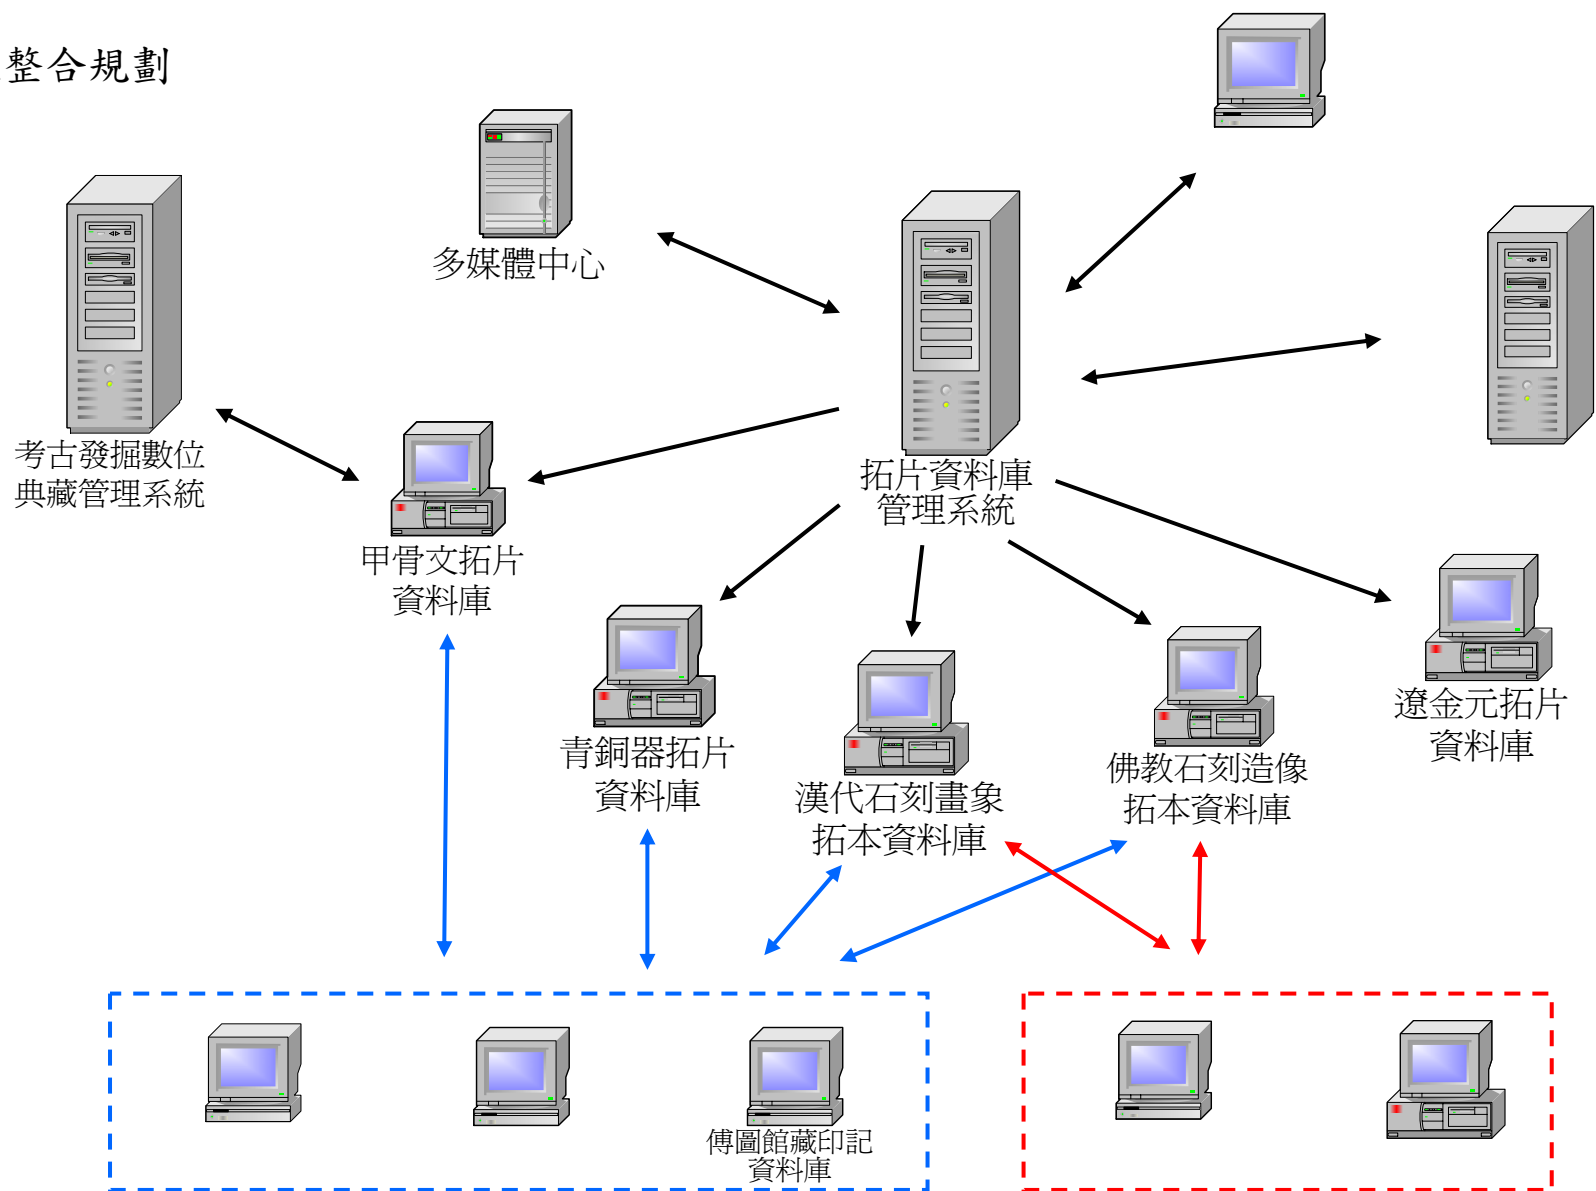 整合規劃
多媒體中心
考古發掘數位
典藏管理系統
拓片資料庫
管理系統
甲骨文拓片
資料庫
青銅器拓片
資料庫
漢代石刻畫象
拓本資料庫
佛教石刻造像
拓本資料庫
遼金元拓片
資料庫
傅圖館藏印記
資料庫